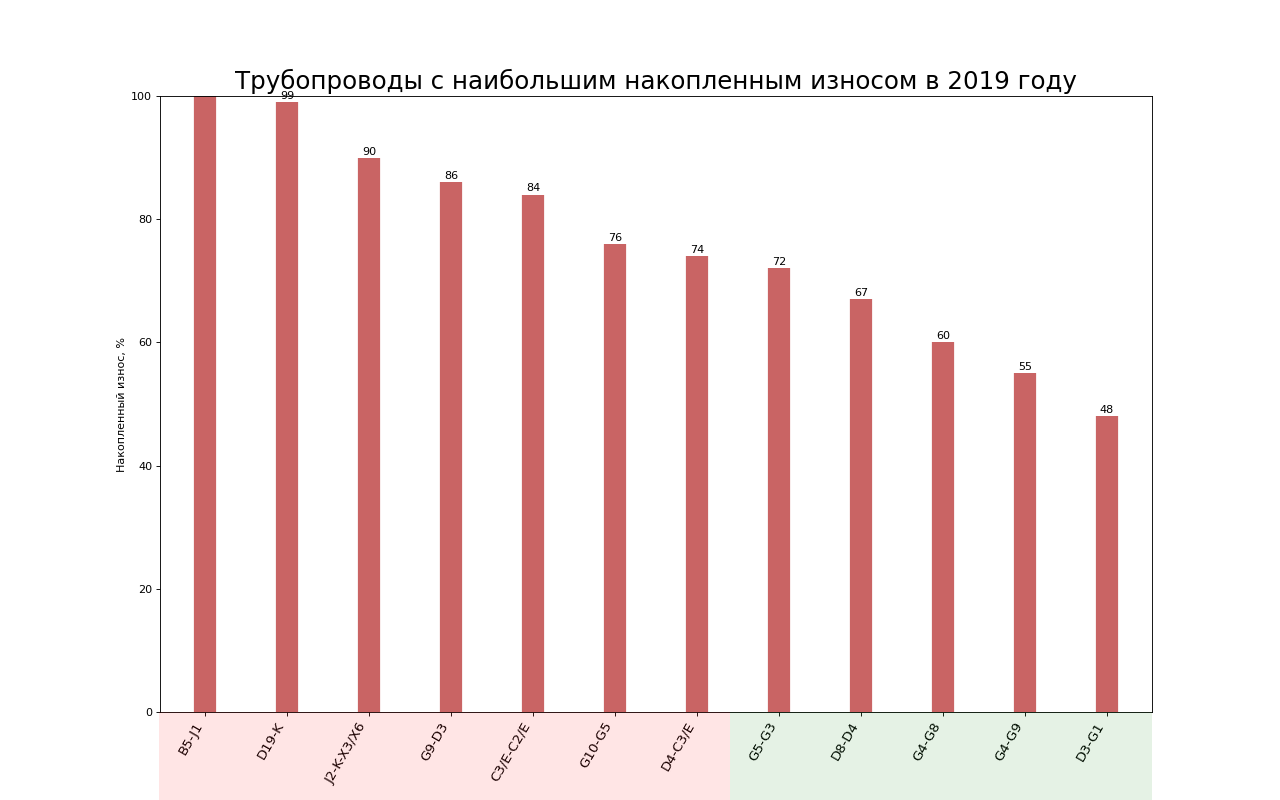 Трубопроводы с наибольшим накопленным износом в 2019 году
Накопленный износ, %
100
80
60
40
20
0
99
90
86
84
76
74
72
67
60
55
48
B5-J1
D19-K
J2-K-X3/X6
G9-D3
C3/E-C2/E
G10-G5
D4-C3/E
G5-G3
D8-D4
G4-G8
G4-G9
D3-G1